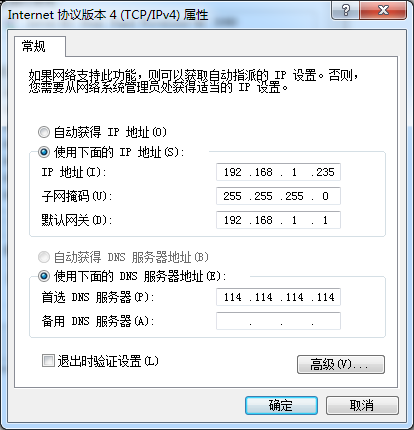 Internet 协议版本 4 (TCP/IPv4) 属性
常规
如果网络支持此功能，则可以获取自动指派的 IP 设置。否则，
您需要从网络系统管理员处获得适当的 IP 设置。
自动获得 IP 地址(O)
使用下面的 IP 地址(S):
IP 地址(I): 192 .168 . 1 .235
子网掩码(U): 255 .255 .255 . 0
默认网关(D): 192 .168 . 1 . 1
自动获得 DNS 服务器地址(B)
使用下面的 DNS 服务器地址(E):
首选 DNS 服务器(P): 114 .114 .114 .114
备用 DNS 服务器(A): . . .
退出时验证设置(L)
高级(V)...
确定 取消